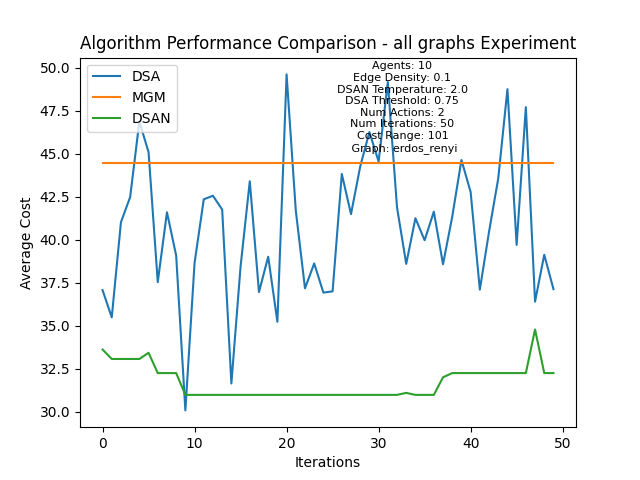 Algorithm Performance Comparison - all graphs Experiment
50.0
47.5
45.0
42.5
40.0
37.5
35.0
32.5
30.0
Average Cost
DSA
MGM
DSAN
Agents: 10
Edge Density: 0.1
DSAN Temperature: 2.0
DSA Threshold: 0.75
Num Actions: 2
Num Iterations: 50
Cost Range: 101
Graph: erdos_renyi
0 10 20 30 40 50
Iterations